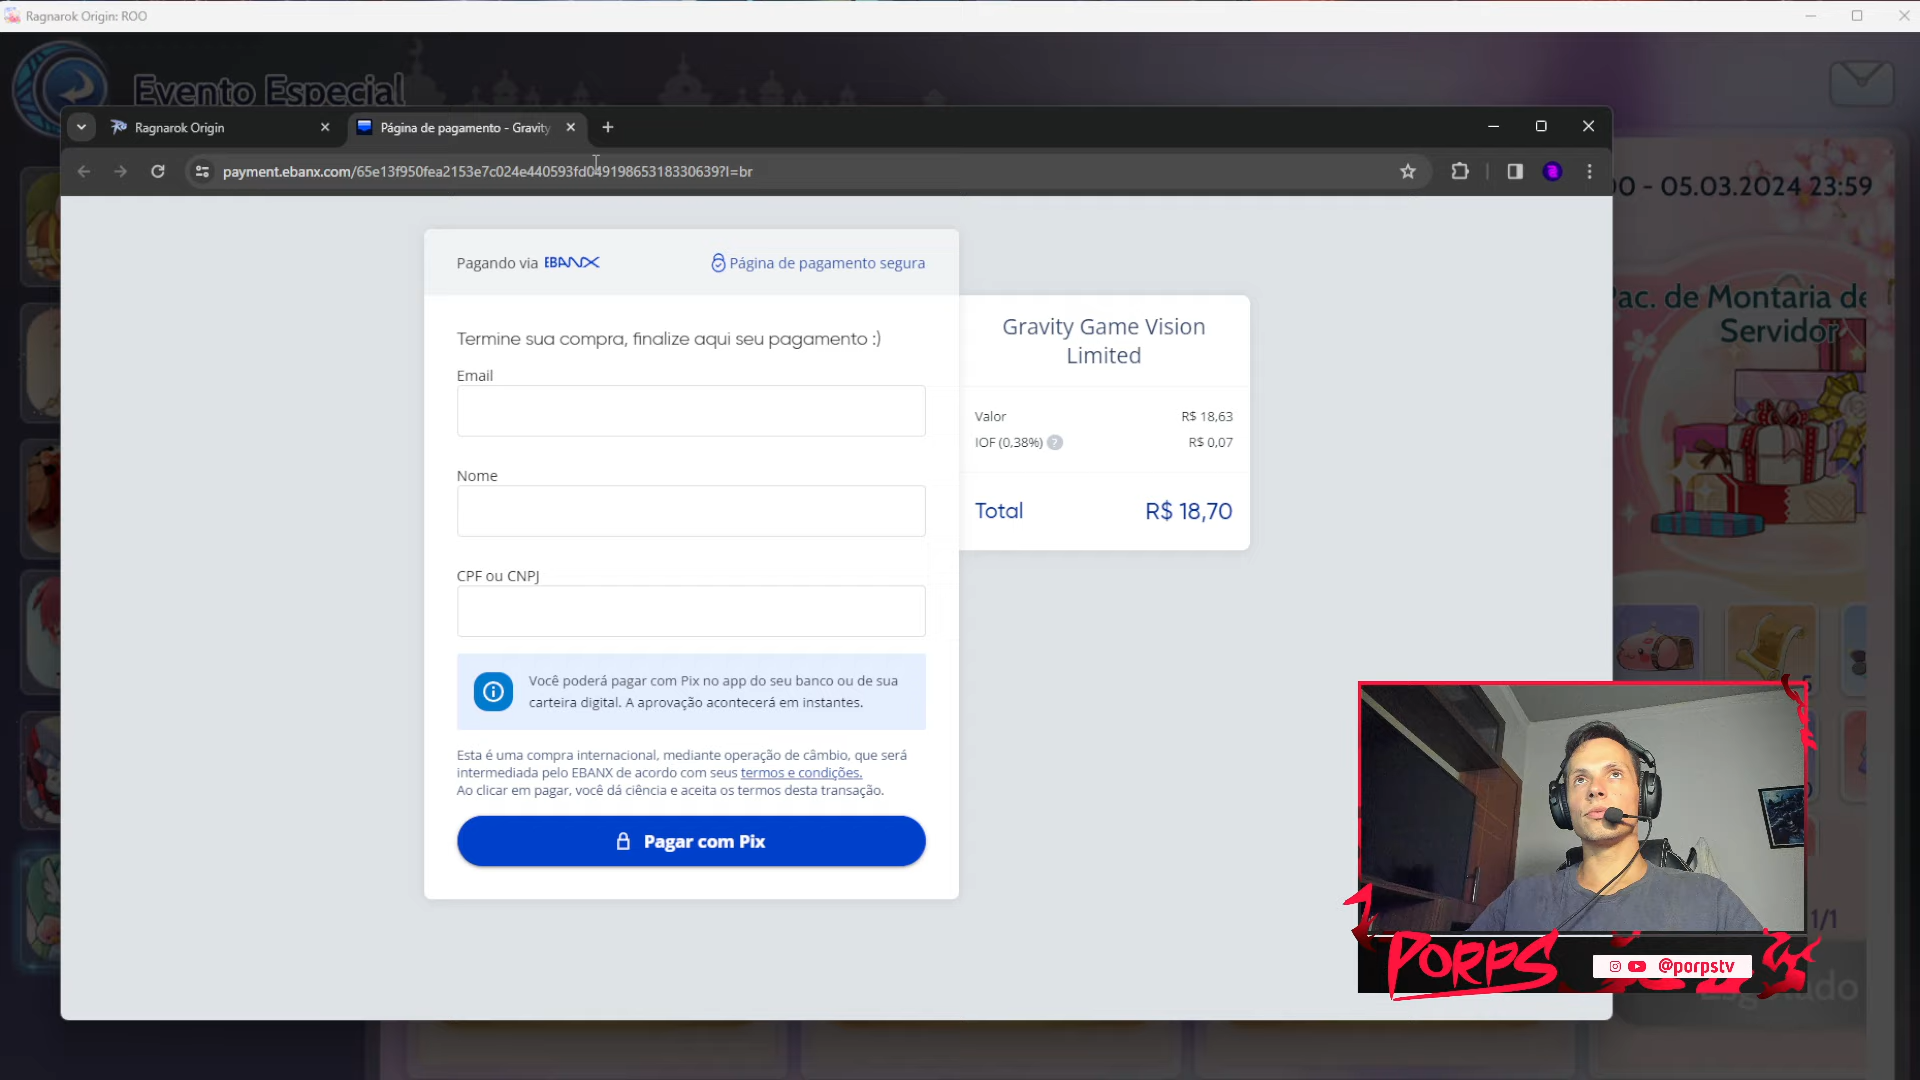 Ragnarok Origin: ROO
Evento Especial
Ragnarok Origin
Página de pagamento - Gravity
payment.ebanx.com/65e13f950fea2153e7c024e440593fd04919865318330639?l=br
00 - 05.03.2024 23:59
Pagando via EBANX
Página de pagamento segura
Termine sua compra, finalize aqui seu pagamento :)
Email
Nome
CPF ou CNPJ
Você poderá pagar com Pix no app do seu banco ou de sua
carteira digital. A aprovação acontecerá em instantes.
Esta é uma compra internacional, mediante operação de câmbio, que será
intermediada pelo EBANX de acordo com seus termos e condições.
Ao clicar em pagar, você dá ciência e aceita os termos desta transação.
Pagar com Pix
Gravity Game Vision
Limited
Valor R$ 18,63
IOF (0,38%) ? R$ 0,07
Total R$ 18,70
Pac. de Montaria de
Servidor
1/1
PORPS
@porpstv